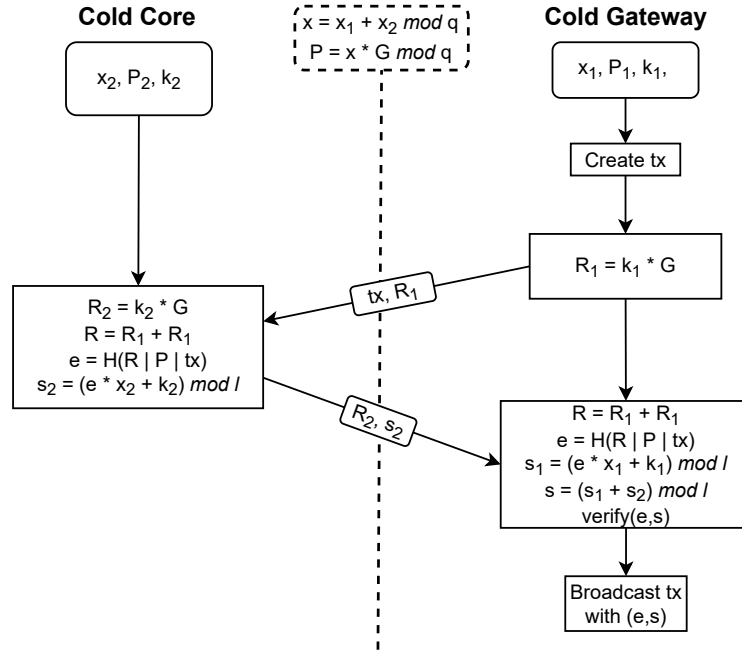 Cold Core
x = x₁ + x₂ mod q
P = x * G mod q
Cold Gateway
x₂, P₂, k₂
x₁, P₁, k₁,
Create tx
R₁ = k₁ * G
tx, R₁
R₂ = k₂ * G
R = R₁ + R₁
e = H(R | P | tx)
s₂ = (e * x₂ + k₂) mod l
R₂, s₂
R = R₁ + R₁
e = H(R | P | tx)
s₁ = (e * x₁ + k₁) mod l
s = (s₁ + s₂) mod l
verify(e,s)
Broadcast tx
with (e,s)